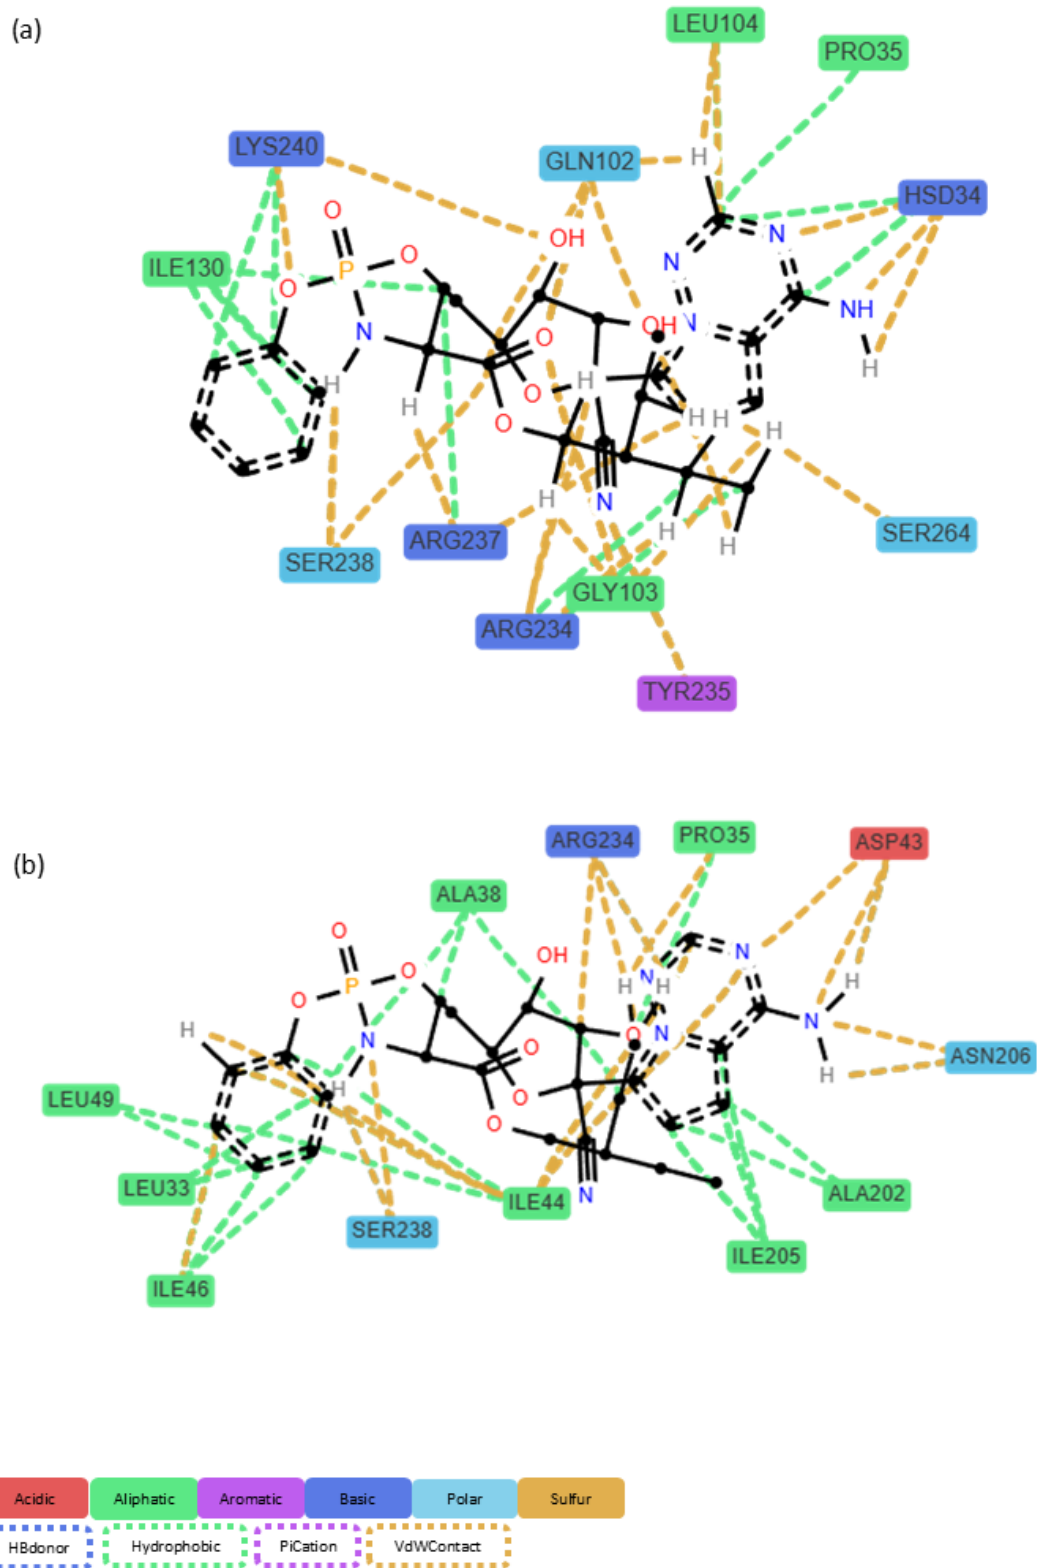 (a)
LEU104
PRO35
LYS240
GLN102
HSD34
H
O
OH
N
ILE130
O
P
O
N
O
NH
N
OH
N
O
H
H
H
O
H
O
H
H
H
H
N
H
H
SER264
ARG237
SER238
GLY103
ARG234
TYR235
(b)
ARG234
PRO35
ASP43
ALA38
O
OH
N
O
P
N
H
O
H
H
H
N
N
O
N
O
ASN206
H
H
O
LEU49
O
LEU33
N
ILE44
ALA202
SER238
ILE205
ILE46
Acidic Aliphatic Aromatic Basic Polar Sulfur
HBdonor Hydrophobic PiCation VdWContact